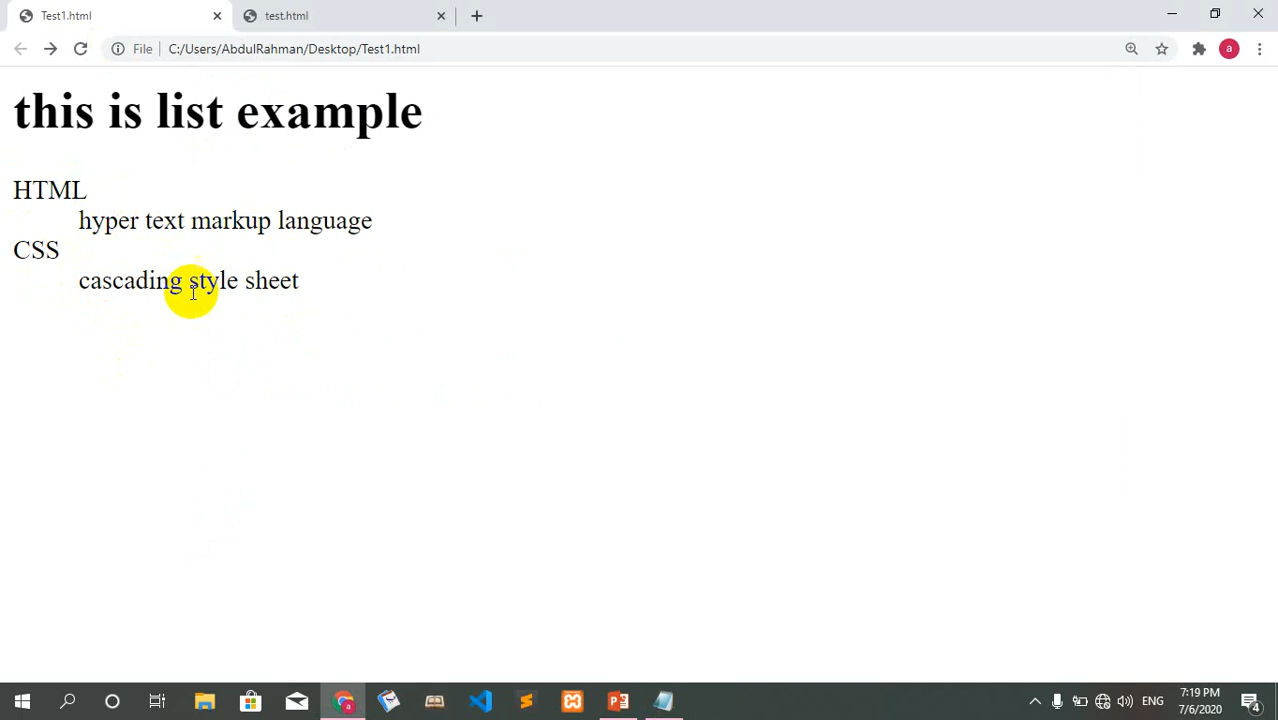 Test1.html
test.html
File
C:/Users/AbdulRahman/Desktop/Test1.html
a
this is list example
HTML
hyper text markup language
CSS
cascading style sheet
a
ENG
7:19 PM
7/6/2020
4